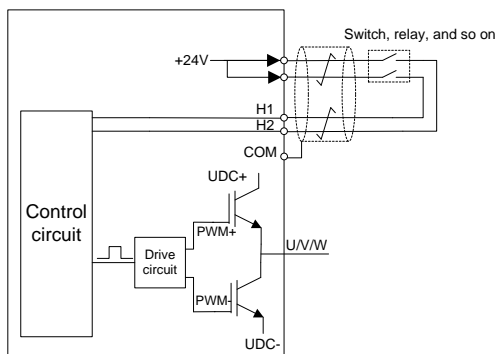 Switch, relay, and so on
+24V
H1
H2
COM
UDC+
Control
circuit
PWM+
U/V/W
Drive
circuit
PWM-
UDC-